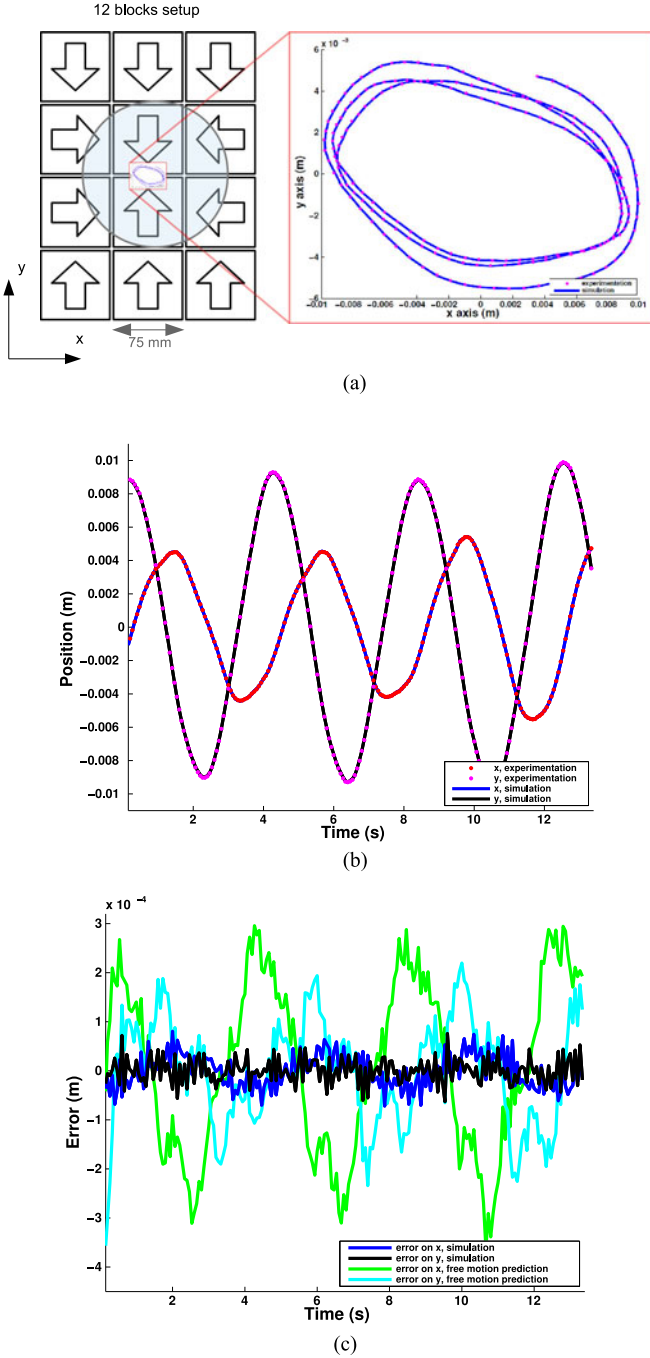 12 blocks setup
y
x
75 mm
x 10 ⁻³
6
4
2
0
−2
−4
−6
y axis (m)
−0.01 −0.008 −0.006 −0.004 −0.002 0 0.002 0.004 0.006 0.008 0.01
x axis (m)
experimentation
simulation
(a)
0.01
0.008
0.006
0.004
0.002
0
−0.002
−0.004
−0.006
−0.008
−0.01
Position (m)
x, experimentation
y, experimentation
x, simulation
y, simulation
2 4 6 8 10 12
Time (s)
(b)
x 10 ⁻⁴
3
2
1
0
−1
−2
−3
−4
Error (m)
error on x, simulation
error on y, simulation
error on x, free motion prediction
error on y, free motion prediction
2 4 6 8 10 12
Time (s)
(c)